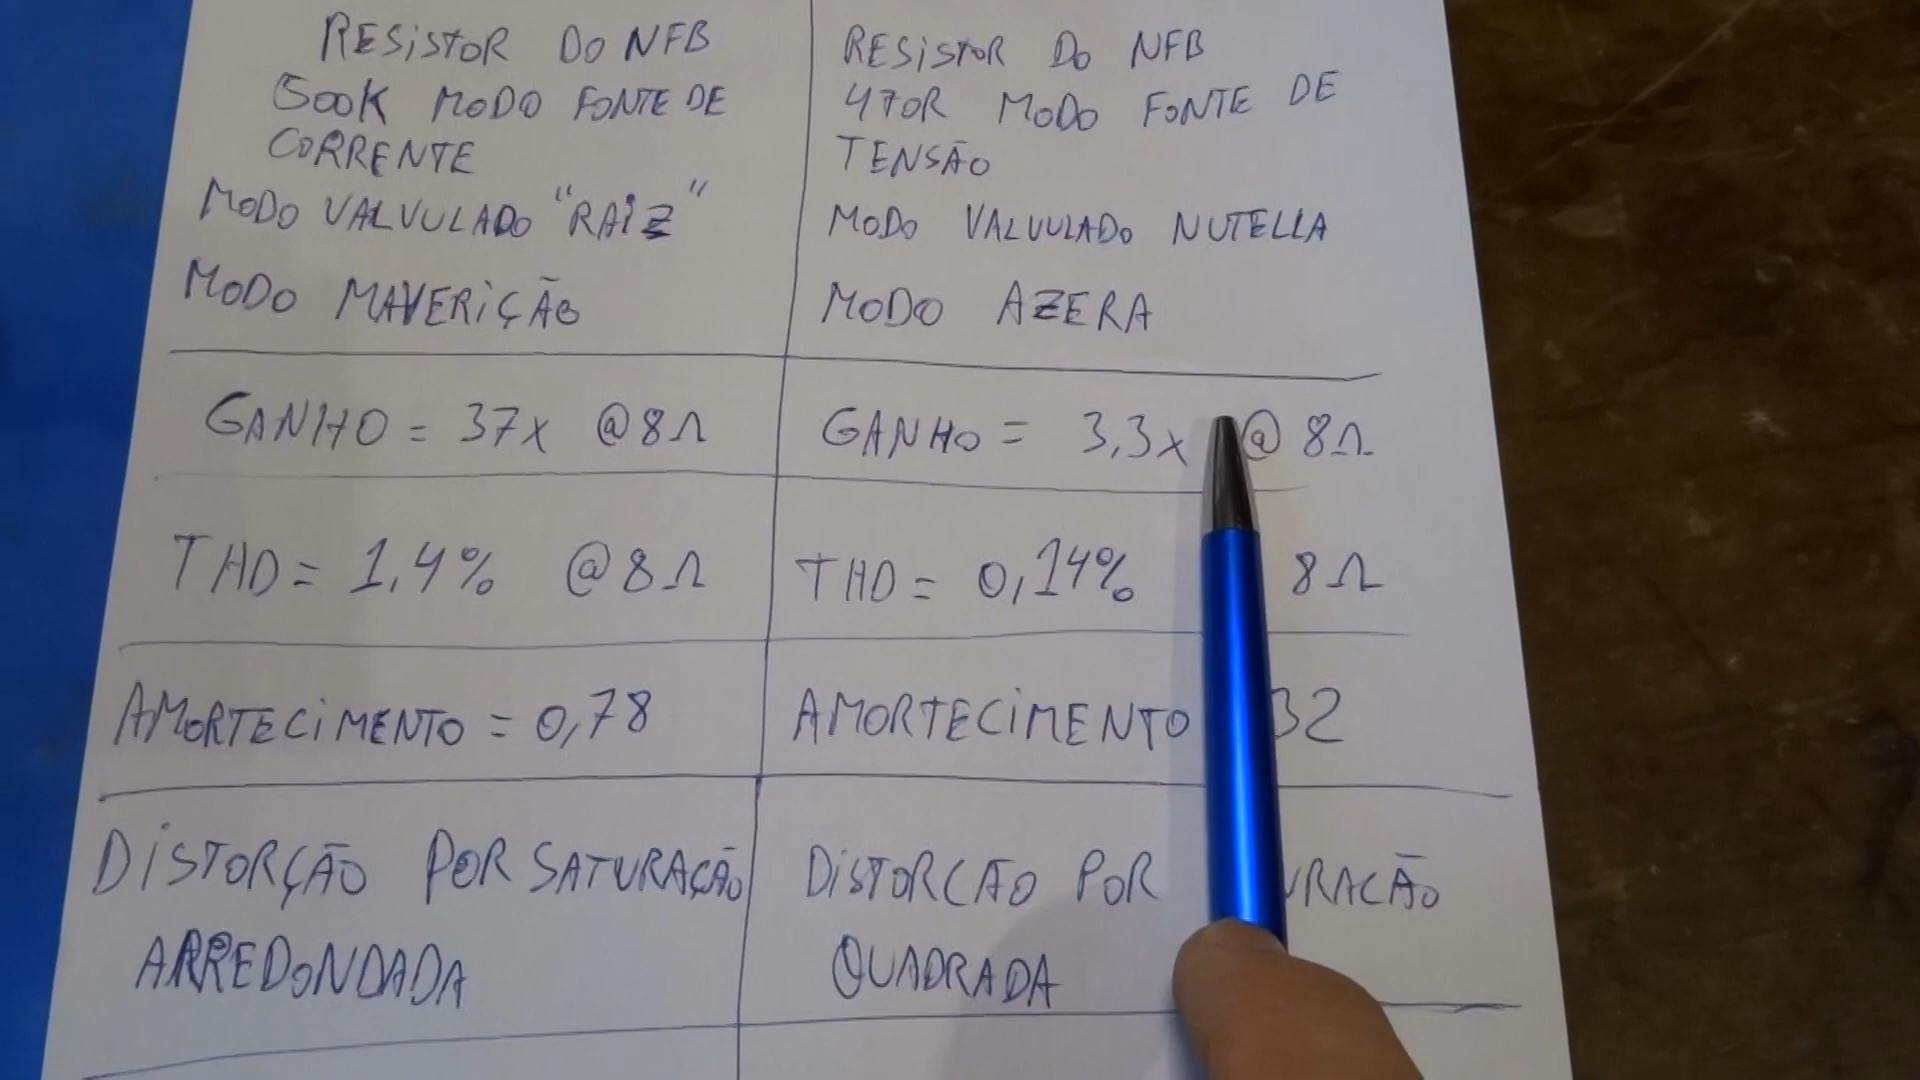 RESISTOR DO NFB
500K MODO FONTE DE
CORRENTE
MODO VALVULADO "RAIZ"
MODO MAVERIÇÃO
GANHO = 37x @8Ω
THD = 1,4% @8Ω
AMORTECIMENTO = 0,78
DISTORÇÃO POR SATURAÇÃO
ARREDONDADA
RESISTOR DO NFB
470R MODO FONTE DE
TENSÃO
MODO VALVULADO NUTELLA
MODO AZERA
GANHO = 3,3x @ 8Ω
THD = 0,14% 8Ω
AMORTECIMENTO 32
DISTORCÃO POR URACÃO
QUADRADA